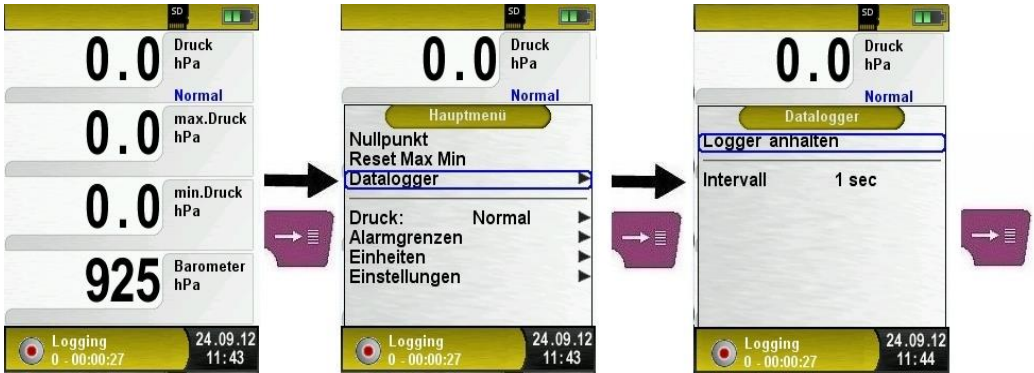 SD
0.0 Druck
hPa
Normal
0.0 max.Druck
hPa
0.0 min.Druck
hPa
925 Barometer
hPa
Logging
0 - 00:00:27
24.09.12
11:43
SD
0.0 Druck
hPa
Normal
Hauptmenü
Nullpunkt
Reset Max Min
Datalogger
Druck: Normal
Alarmgrenzen
Einheiten
Einstellungen
Logging
0 - 00:00:27
24.09.12
11:43
SD
0.0 Druck
hPa
Normal
Datalogger
Logger anhalten
Intervall 1 sec
Logging
0 - 00:00:27
24.09.12
11:44